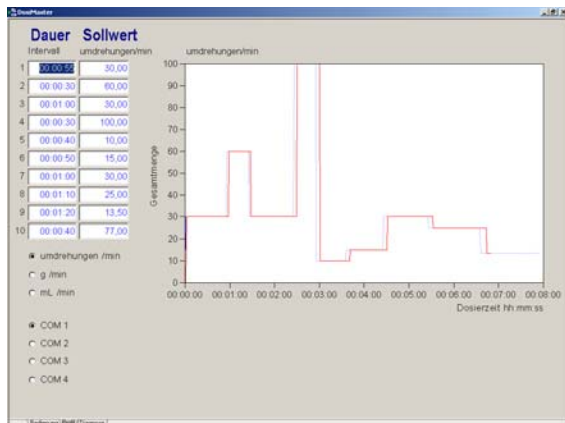 DosiMaster
Dauer Sollwert
Intervall umdrehungen/min
1 00:00:55 30,00
2 00:00:30 60,00
3 00:01:00 30,00
4 00:00:30 100,00
5 00:00:40 10,00
6 00:00:50 15,00
7 00:01:00 30,00
8 00:01:10 25,00
9 00:01:20 13,50
10 00:00:40 77,00
umdrehungen /min
g /min
mL /min
COM 1
COM 2
COM 3
COM 4
umdrehungen/min
100
90
80
70
60
50
40
30
20
10
0
Gesamtmenge
00:00:00 00:01:00 00:02:00 00:03:00 00:04:00 00:05:00 00:06:00 00:07:00 00:08:00
Dosierzeit hh:mm:ss